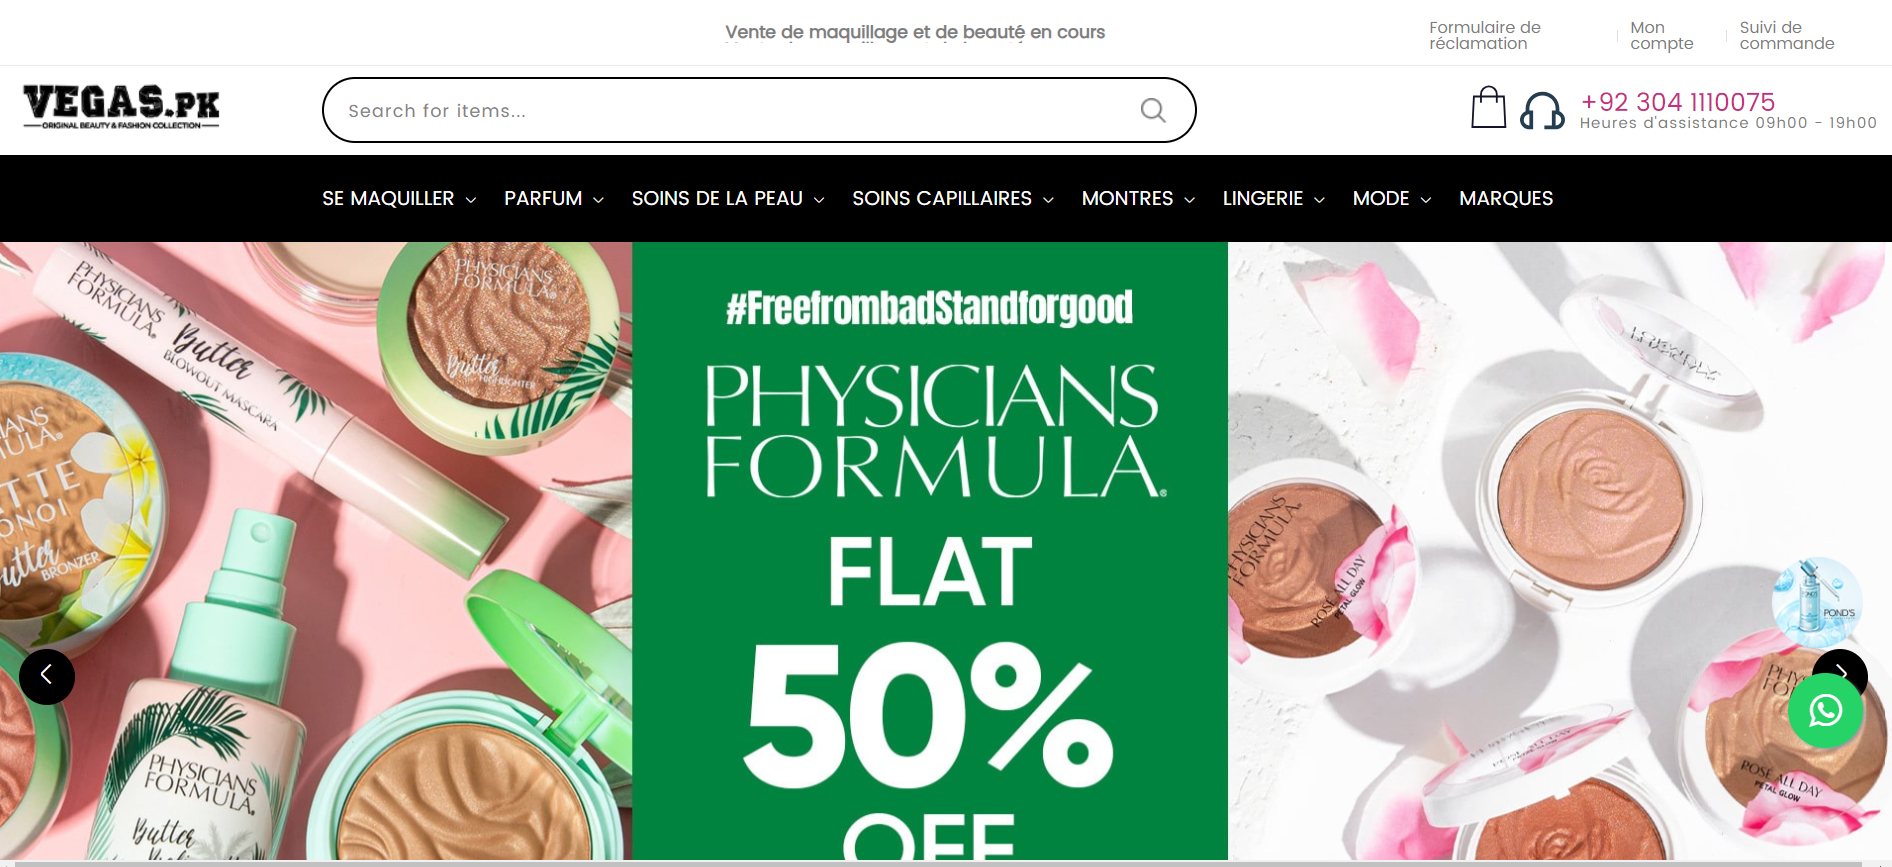 Vente de maquillage et de beauté en cours
Formulaire de
réclamation
Mon
compte
Suivi de
commande
VEGAS.PK
ORIGINAL BEAUTY & FASHION COLLECTION
Search for items...
+92 304 1110075
Heures d'assistance 09h00 - 19h00
SE MAQUILLER
PARFUM
SOINS DE LA PEAU
SOINS CAPILLAIRES
MONTRES
LINGERIE
MODE
MARQUES
PHYSICIANS
FORMULA®
Butter
BLOWOUT MASCARA
PHYSICIANS
FORMULA®
Butter
HIGHLIGHTER
Butter
BRONZER
PHYSICIANS
FORMULA®
Butter
#FreefrombadStandforgood
PHYSICIANS
FORMULA®
FLAT
50%
OFF
PHYSICIANS
FORMULA®
ROSÉ ALL DAY
PETAL GLOW
POND'S
ROSÉ ALL DAY
PETAL GLOW